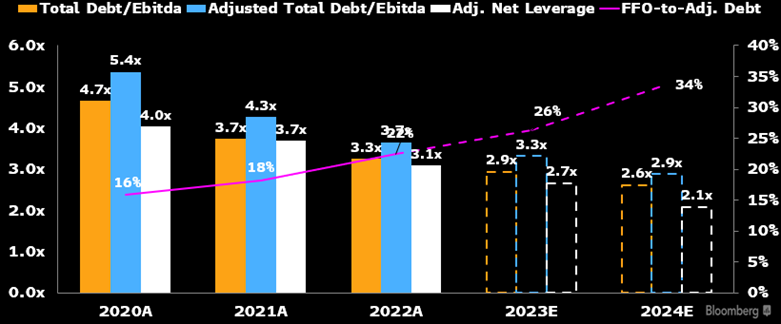 Total Debt/Ebitda Adjusted Total Debt/Ebitda Adj. Net Leverage FFO-to-Adj. Debt
6.0x 40%
5.4x
35%
5.0x 4.7x 34%
4.3x 30%
4.0x 4.0x 3.7x 3.7x 3.7x 26%
22% 25%
3.3x 3.1x 3.3x
3.0x 2.9x 2.7x 2.6x 2.9x 20%
18%
16% 2.1x 15%
2.0x
10%
1.0x
5%
0.0x 0%
2020A 2021A 2022A 2023E 2024E Bloomberg